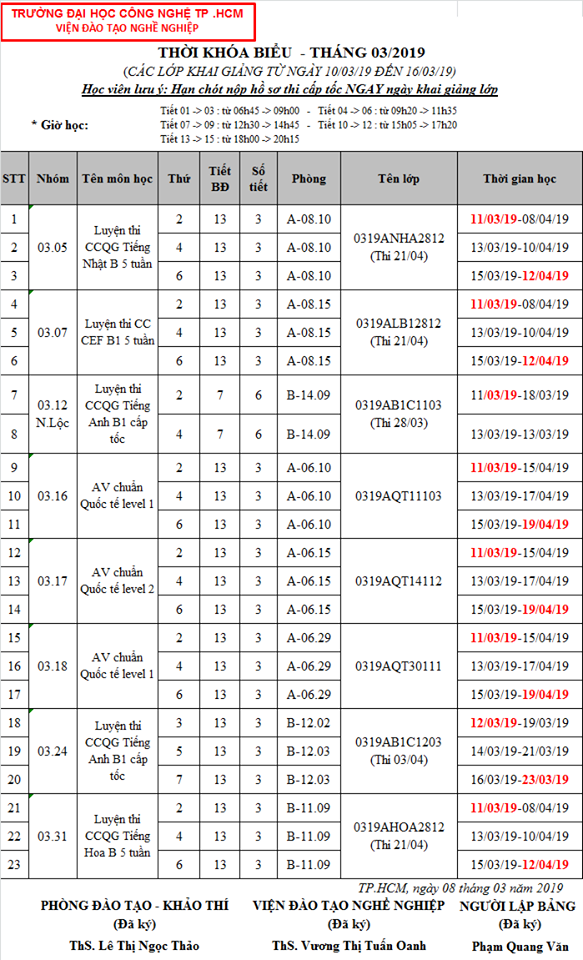 TRƯỜNG ĐẠI HỌC CÔNG NGHỆ TP .HCM
VIỆN ĐÀO TẠO NGHỀ NGHIỆP
THỜI KHÓA BIỂU - THÁNG 03/2019
(CÁC LỚP KHAI GIẢNG TỪ NGÀY 10/03/19 ĐẾN 16/03/19)
Học viên lưu ý: Hạn chót nộp hồ sơ thi cấp tốc NGAY ngày khai giảng lớp
* Giờ học:
Tiết 01 -> 03 : từ 06h45 -> 09h00 - Tiết 04 -> 06 : từ 09h20 -> 11h35
Tiết 07 -> 09 : từ 12h30 -> 14h45 - Tiết 10 -> 12 : từ 15h05 -> 17h20
Tiết 13 -> 15 : từ 18h00 -> 20h15
STT Nhóm Tên môn học Thứ Tiết BĐ Số tiết Phòng Tên lớp Thời gian học
03.05 Luyện thi CCQG Tiếng Nhật B 5 tuần 0319ANHA2812 (Thi 21/04)
1 2 13 3 A-08.10 11/03/19-08/04/19
2 4 13 3 A-08.10 13/03/19-10/04/19
3 6 13 3 A-08.10 15/03/19-12/04/19
03.07 Luyện thi CC CEF B1 5 tuần 0319ALB12812 (Thi 21/04)
4 2 13 3 A-08.15 11/03/19-08/04/19
5 4 13 3 A-08.15 13/03/19-10/04/19
6 6 13 3 A-08.15 15/03/19-12/04/19
03.12 N.Lộc Luyện thi CCQG Tiếng Anh B1 cấp tốc 0319AB1C1103 (Thi 28/03)
7 2 7 6 B-14.09 11/03/19-18/03/19
8 4 7 6 B-14.09 13/03/19-13/03/19
03.16 AV chuẩn Quốc tế level 1 0319AQT11103
9 2 13 3 A-06.10 11/03/19-15/04/19
10 4 13 3 A-06.10 13/03/19-17/04/19
11 6 13 3 A-06.10 15/03/19-19/04/19
03.17 AV chuẩn Quốc tế level 2 0319AQT14112
12 2 13 3 A-06.15 11/03/19-15/04/19
13 4 13 3 A-06.15 13/03/19-17/04/19
14 6 13 3 A-06.15 15/03/19-19/04/19
03.18 AV chuẩn Quốc tế level 1 0319AQT30111
15 2 13 3 A-06.29 11/03/19-15/04/19
16 4 13 3 A-06.29 13/03/19-17/04/19
17 6 13 3 A-06.29 15/03/19-19/04/19
03.24 Luyện thi CCQG Tiếng Anh B1 cấp tốc 0319AB1C1203 (Thi 03/04)
18 3 13 3 B-12.02 12/03/19-19/03/19
19 5 13 3 B-12.03 14/03/19-21/03/19
20 7 13 3 B-12.03 16/03/19-23/03/19
03.31 Luyện thi CCQG Tiếng Hoa B 5 tuần 0319AHOA2812 (Thi 21/04)
21 2 13 3 B-11.09 11/03/19-08/04/19
22 4 13 3 B-11.09 13/03/19-10/04/19
23 6 13 3 B-11.09 15/03/19-12/04/19
TP.HCM, ngày 08 tháng 03 năm 2019
PHÒNG ĐÀO TẠO - KHẢO THÍ VIỆN ĐÀO TẠO NGHỀ NGHIỆP NGƯỜI LẬP BẢNG
(Đã ký) (Đã ký) (Đã ký)
ThS. Lê Thị Ngọc Thảo ThS. Vương Thị Tuấn Oanh Phạm Quang Văn